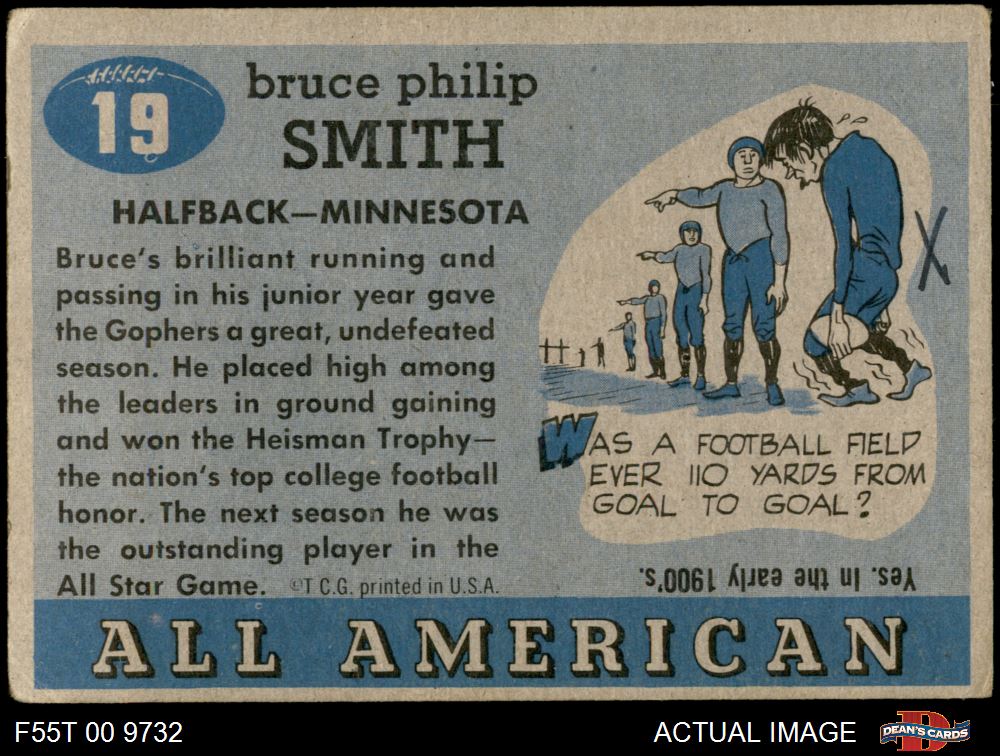 19
bruce philip
SMITH
HALFBACK—MINNESOTA
Bruce's brilliant running and
passing in his junior year gave
the Gophers a great, undefeated
season. He placed high among
the leaders in ground gaining
and won the Heisman Trophy—
the nation's top college football
honor. The next season he was
the outstanding player in the
All Star Game. ©T.C.G. printed in U.S.A.
X
WAS A FOOTBALL FIELD
EVER 110 YARDS FROM
GOAL TO GOAL?
Yes. In the early 1900's.
ALL AMERICAN
F55T 00 9732
ACTUAL IMAGE
D
DEAN'S CARDS